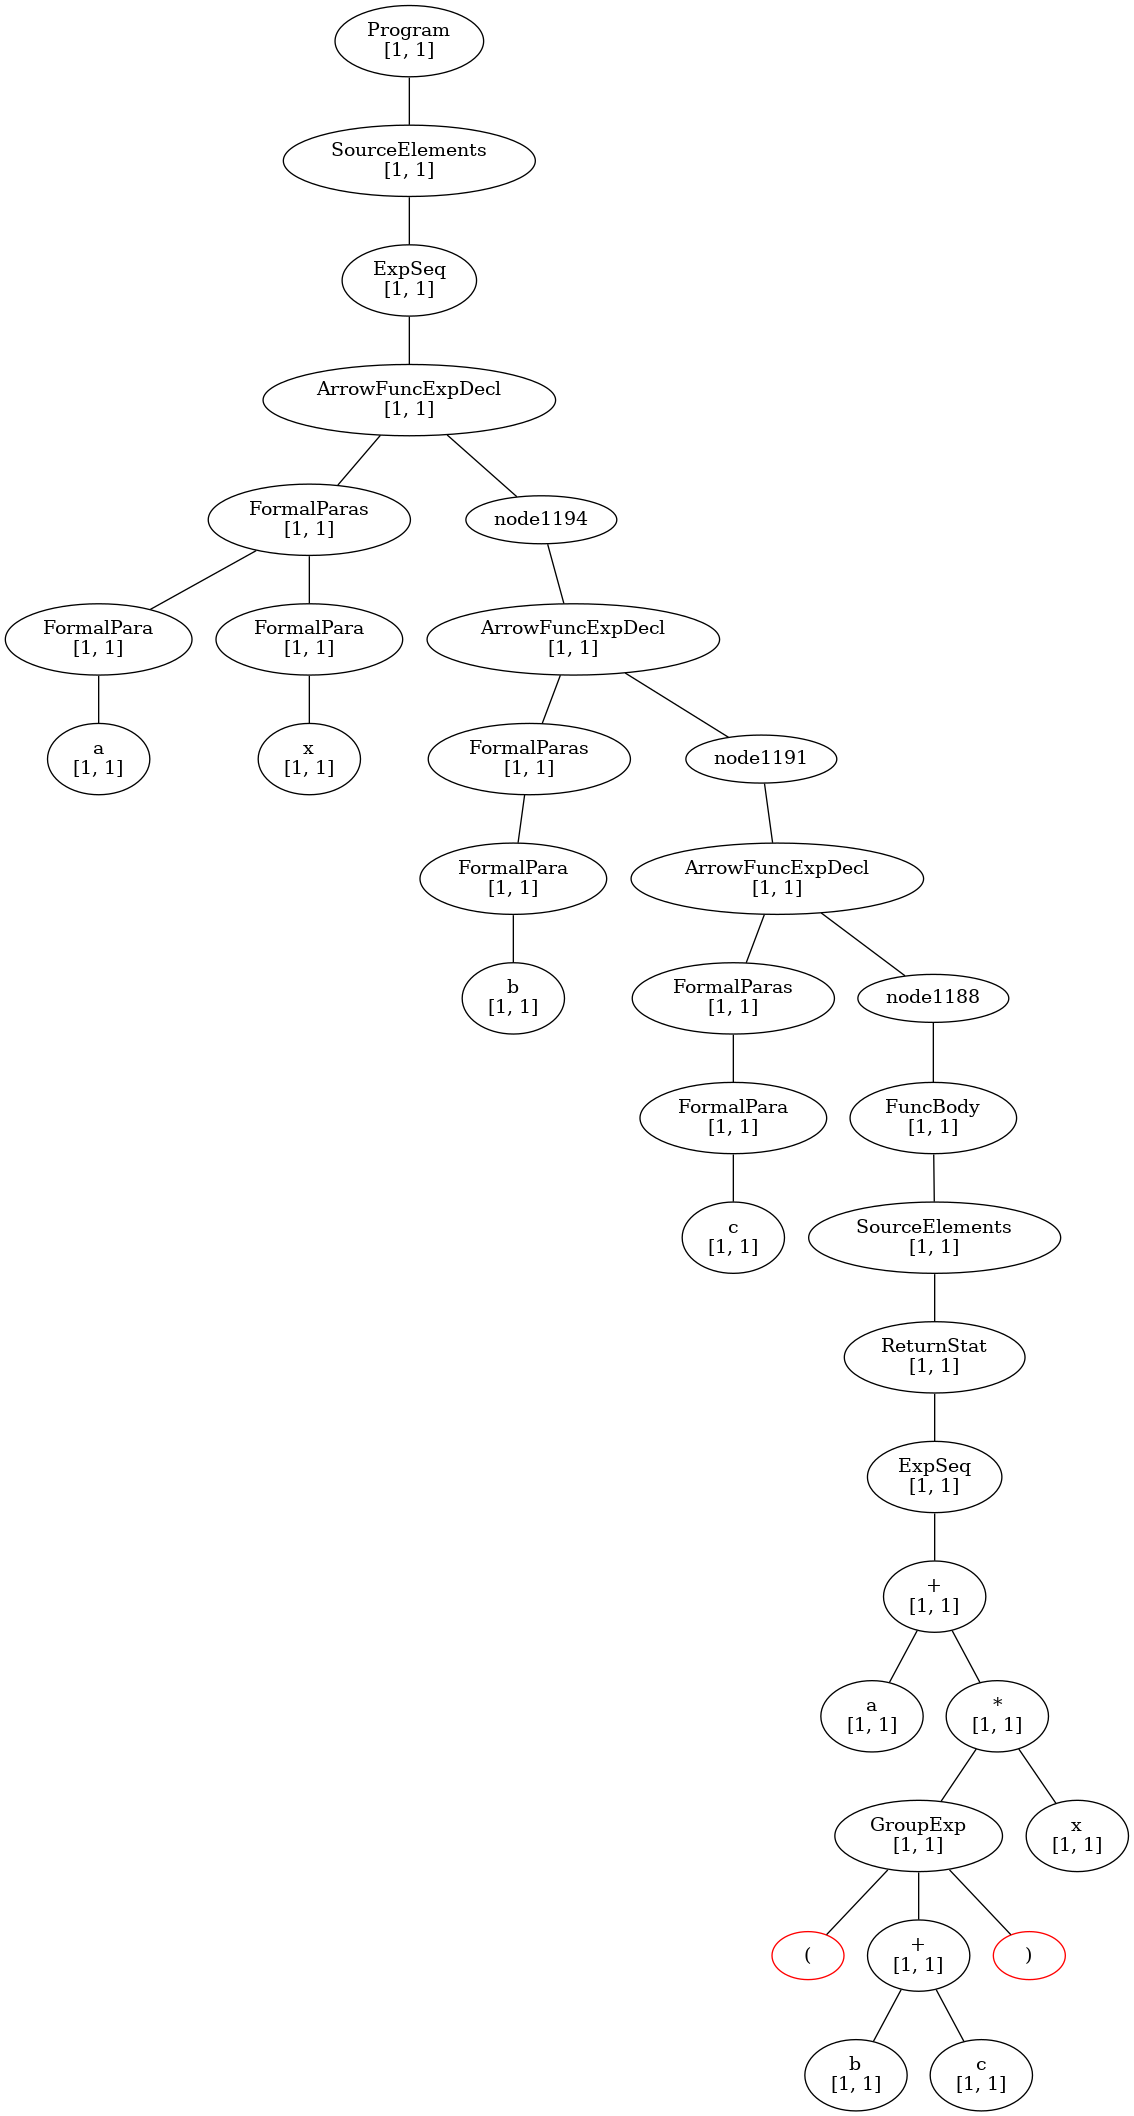 Program
[1, 1]
SourceElements
[1, 1]
ExpSeq
[1, 1]
ArrowFuncExpDecl
[1, 1]
FormalParas
[1, 1]
node1194
FormalPara
[1, 1]
FormalPara
[1, 1]
ArrowFuncExpDecl
[1, 1]
a
[1, 1]
x
[1, 1]
FormalParas
[1, 1]
node1191
FormalPara
[1, 1]
ArrowFuncExpDecl
[1, 1]
b
[1, 1]
FormalParas
[1, 1]
node1188
FormalPara
[1, 1]
FuncBody
[1, 1]
c
[1, 1]
SourceElements
[1, 1]
ReturnStat
[1, 1]
ExpSeq
[1, 1]
+
[1, 1]
a
[1, 1]
*
[1, 1]
GroupExp
[1, 1]
x
[1, 1]
(
+
[1, 1]
)
b
[1, 1]
c
[1, 1]